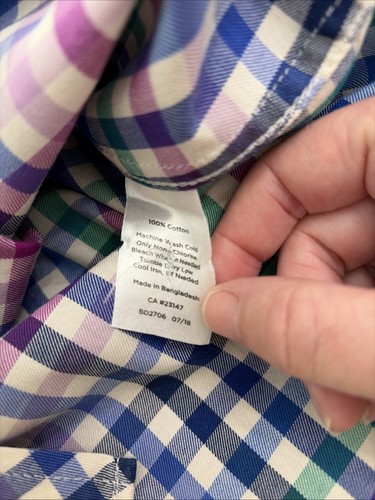 100% Cotton
Machine Wash Cold
Only Non-Chlorine
Bleach When Needed
Tumble Dry Low
Cool Iron, If Needed
Made in Bangladesh
CA #23147
BD2706 07/18